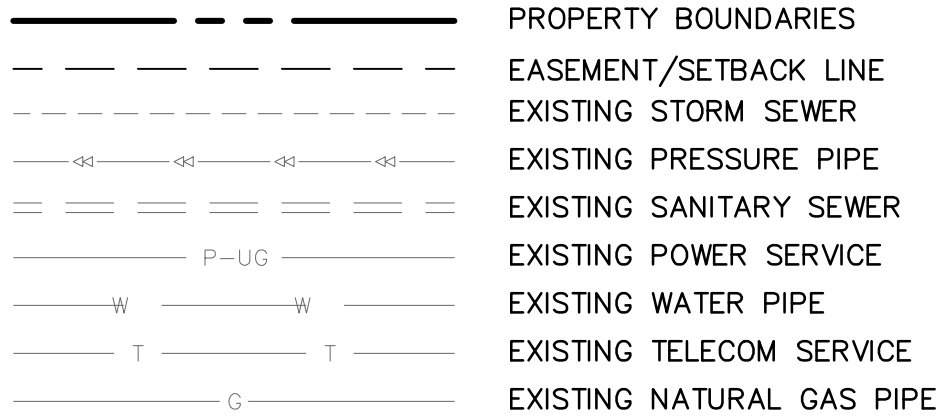 PROPERTY BOUNDARIES
EASEMENT/SETBACK LINE
EXISTING STORM SEWER
EXISTING PRESSURE PIPE
EXISTING SANITARY SEWER
P-UG EXISTING POWER SERVICE
W W EXISTING WATER PIPE
T T EXISTING TELECOM SERVICE
G EXISTING NATURAL GAS PIPE